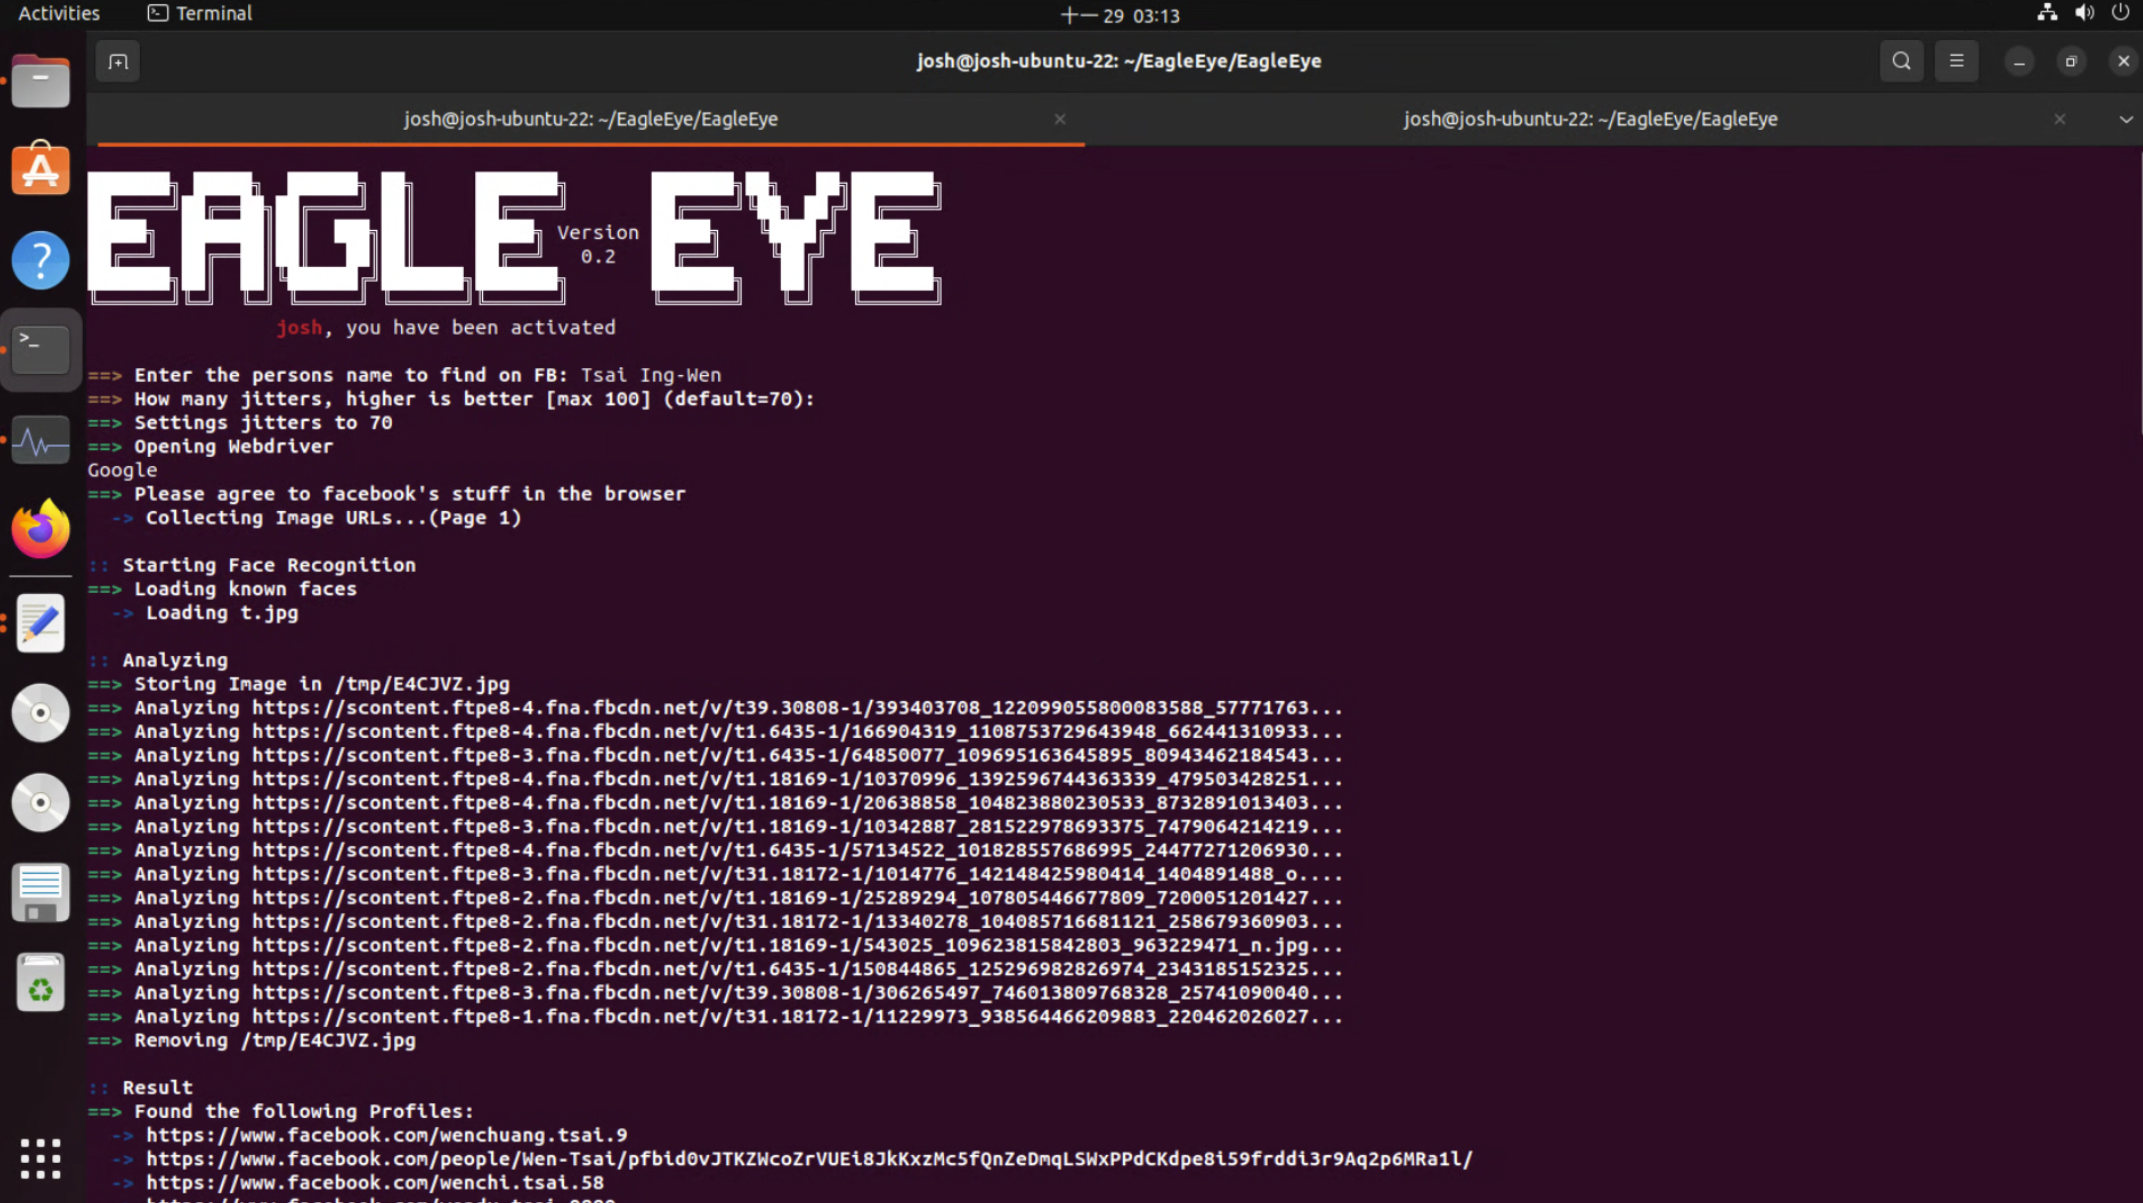 Activities
Terminal
十一 29 03:13
josh@josh-ubuntu-22: ~/EagleEye/EagleEye
josh@josh-ubuntu-22: ~/EagleEye/EagleEye
josh@josh-ubuntu-22: ~/EagleEye/EagleEye
EAGLE EYE
Version
0.2
josh, you have been activated
==> Enter the persons name to find on FB: Tsai Ing-Wen
==> How many jitters, higher is better [max 100] (default=70):
==> Settings jitters to 70
==> Opening Webdriver
Google
==> Please agree to facebook's stuff in the browser
-> Collecting Image URLs...(Page 1)
:: Starting Face Recognition
==> Loading known faces
-> Loading t.jpg
:: Analyzing
==> Storing Image in /tmp/E4CJVZ.jpg
==> Analyzing https://scontent.ftpe8-4.fna.fbcdn.net/v/t39.30808-1/393403708_122099055800083588_57771763...
==> Analyzing https://scontent.ftpe8-4.fna.fbcdn.net/v/t1.6435-1/166904319_1108753729643948_662441310933...
==> Analyzing https://scontent.ftpe8-3.fna.fbcdn.net/v/t1.6435-1/64850077_109695163645895_80943462184543...
==> Analyzing https://scontent.ftpe8-4.fna.fbcdn.net/v/t1.18169-1/10370996_1392596744363339_479503428251...
==> Analyzing https://scontent.ftpe8-4.fna.fbcdn.net/v/t1.18169-1/20638858_104823880230533_8732891013403...
==> Analyzing https://scontent.ftpe8-3.fna.fbcdn.net/v/t1.18169-1/10342887_281522978693375_7479064214219...
==> Analyzing https://scontent.ftpe8-4.fna.fbcdn.net/v/t1.6435-1/57134522_101828557686995_24477271206930...
==> Analyzing https://scontent.ftpe8-3.fna.fbcdn.net/v/t31.18172-1/1014776_142148425980414_1404891488_o....
==> Analyzing https://scontent.ftpe8-2.fna.fbcdn.net/v/t1.18169-1/25289294_107805446677809_7200051201427...
==> Analyzing https://scontent.ftpe8-2.fna.fbcdn.net/v/t31.18172-1/13340278_104085716681121_258679360903...
==> Analyzing https://scontent.ftpe8-2.fna.fbcdn.net/v/t1.18169-1/543025_109623815842803_963229471_n.jpg...
==> Analyzing https://scontent.ftpe8-2.fna.fbcdn.net/v/t1.6435-1/150844865_125296982826974_2343185152325...
==> Analyzing https://scontent.ftpe8-3.fna.fbcdn.net/v/t39.30808-1/306265497_746013809768328_25741090040...
==> Analyzing https://scontent.ftpe8-1.fna.fbcdn.net/v/t31.18172-1/11229973_938564466209883_220462026027...
==> Removing /tmp/E4CJVZ.jpg
:: Result
==> Found the following Profiles:
-> https://www.facebook.com/wenchuang.tsai.9
-> https://www.facebook.com/people/Wen-Tsai/pfbid0vJTKZWcoZrVUEi8JkKxzMc5fQnZeDmqLSWxPPdCKdpe8i59frddi3r9Aq2p6MRa1l/
-> https://www.facebook.com/wenchi.tsai.58